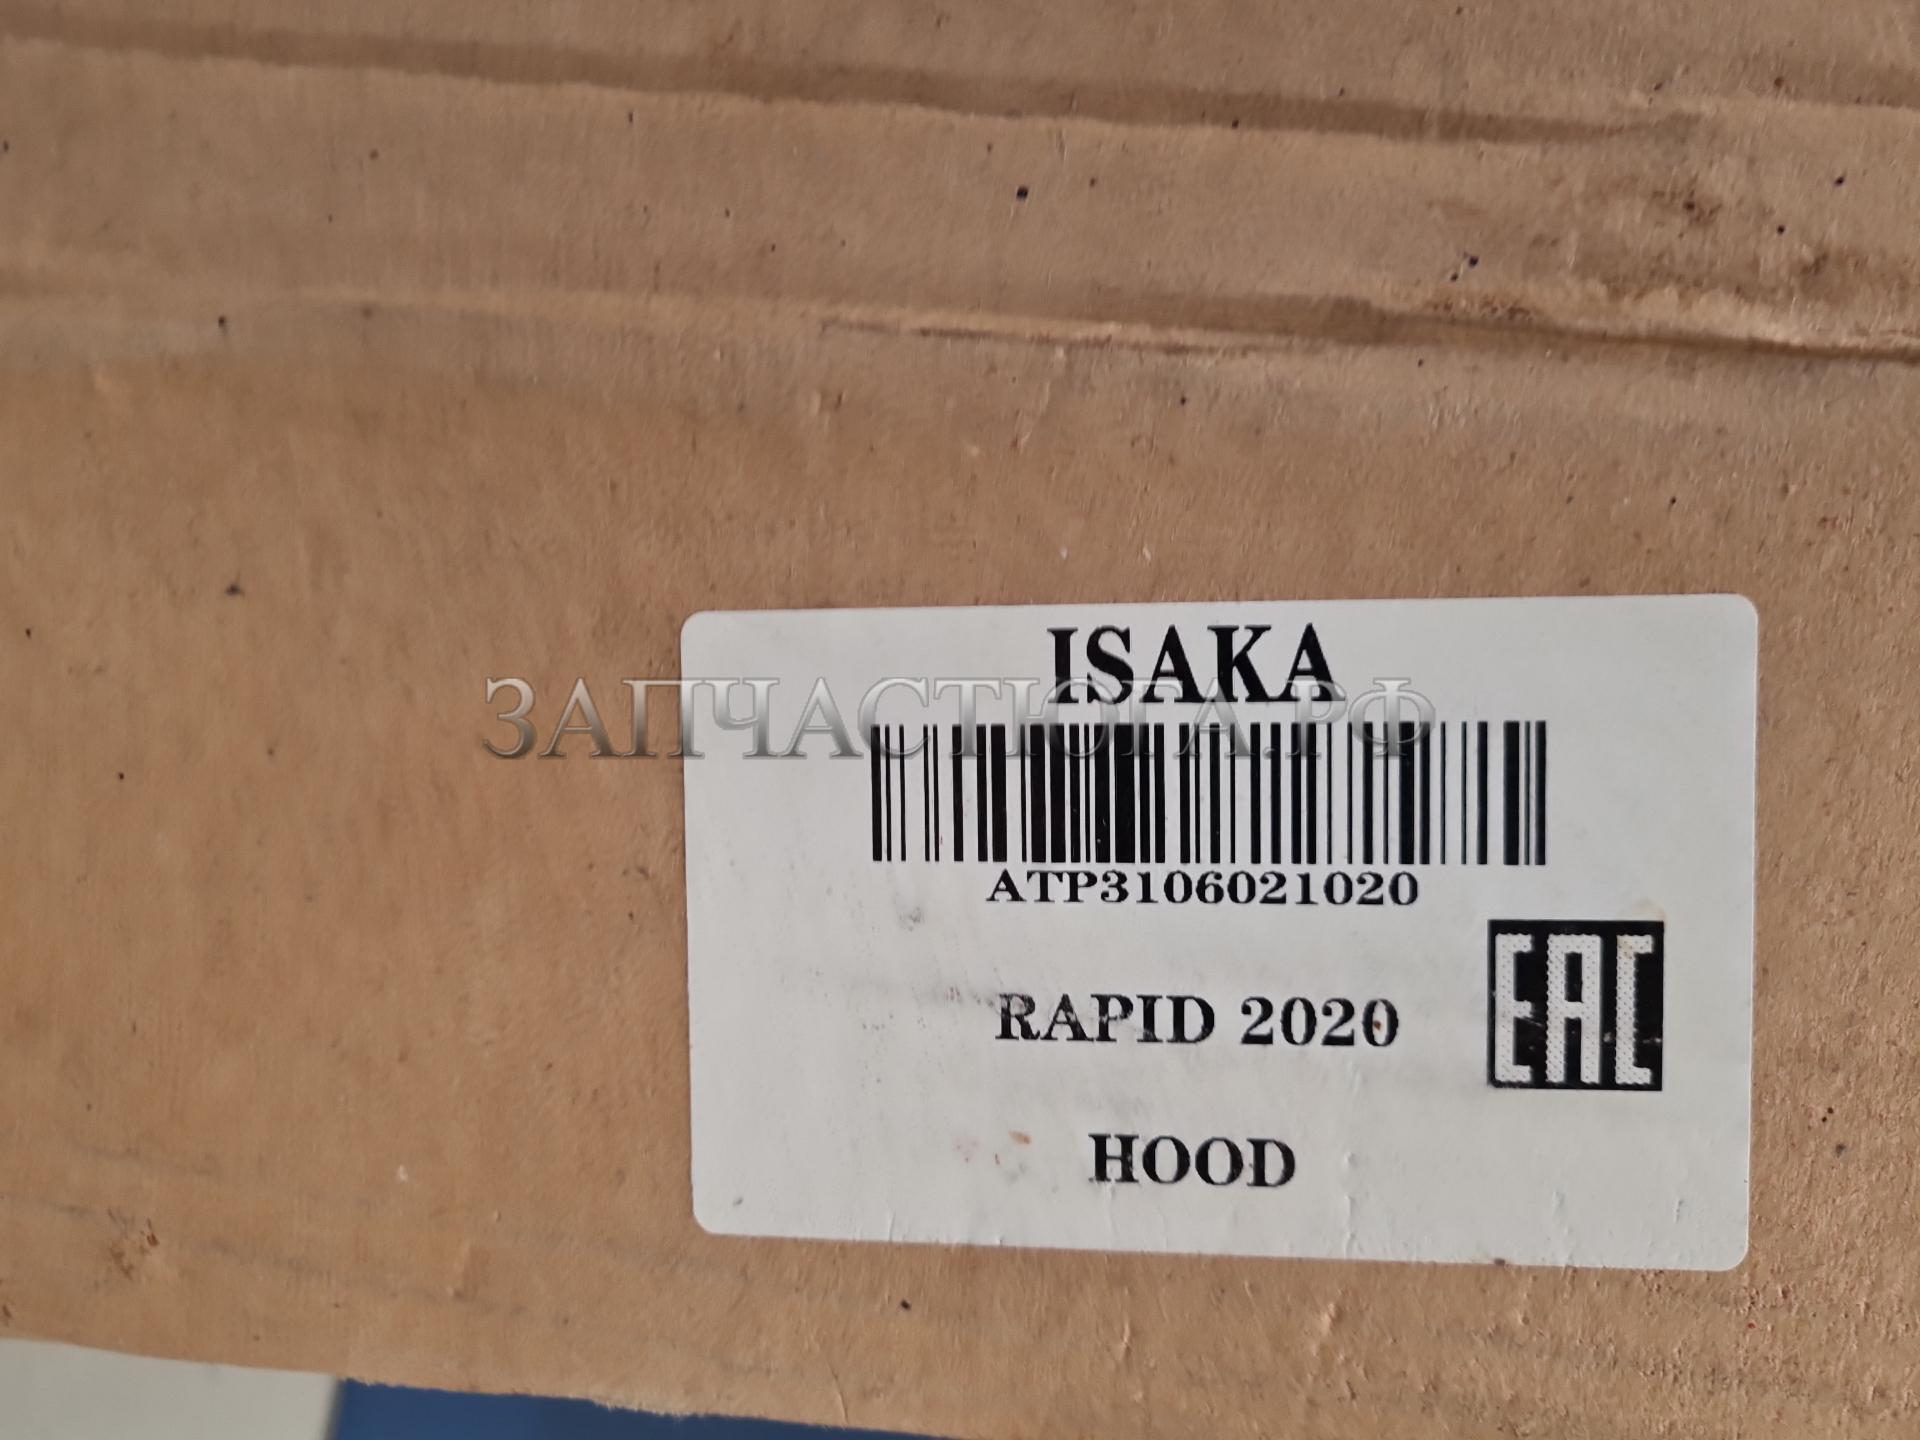 ISAKA
ЗАПЧАСТЮГА.РФ
ATP3106021020
RAPID 2020
EAC
HOOD